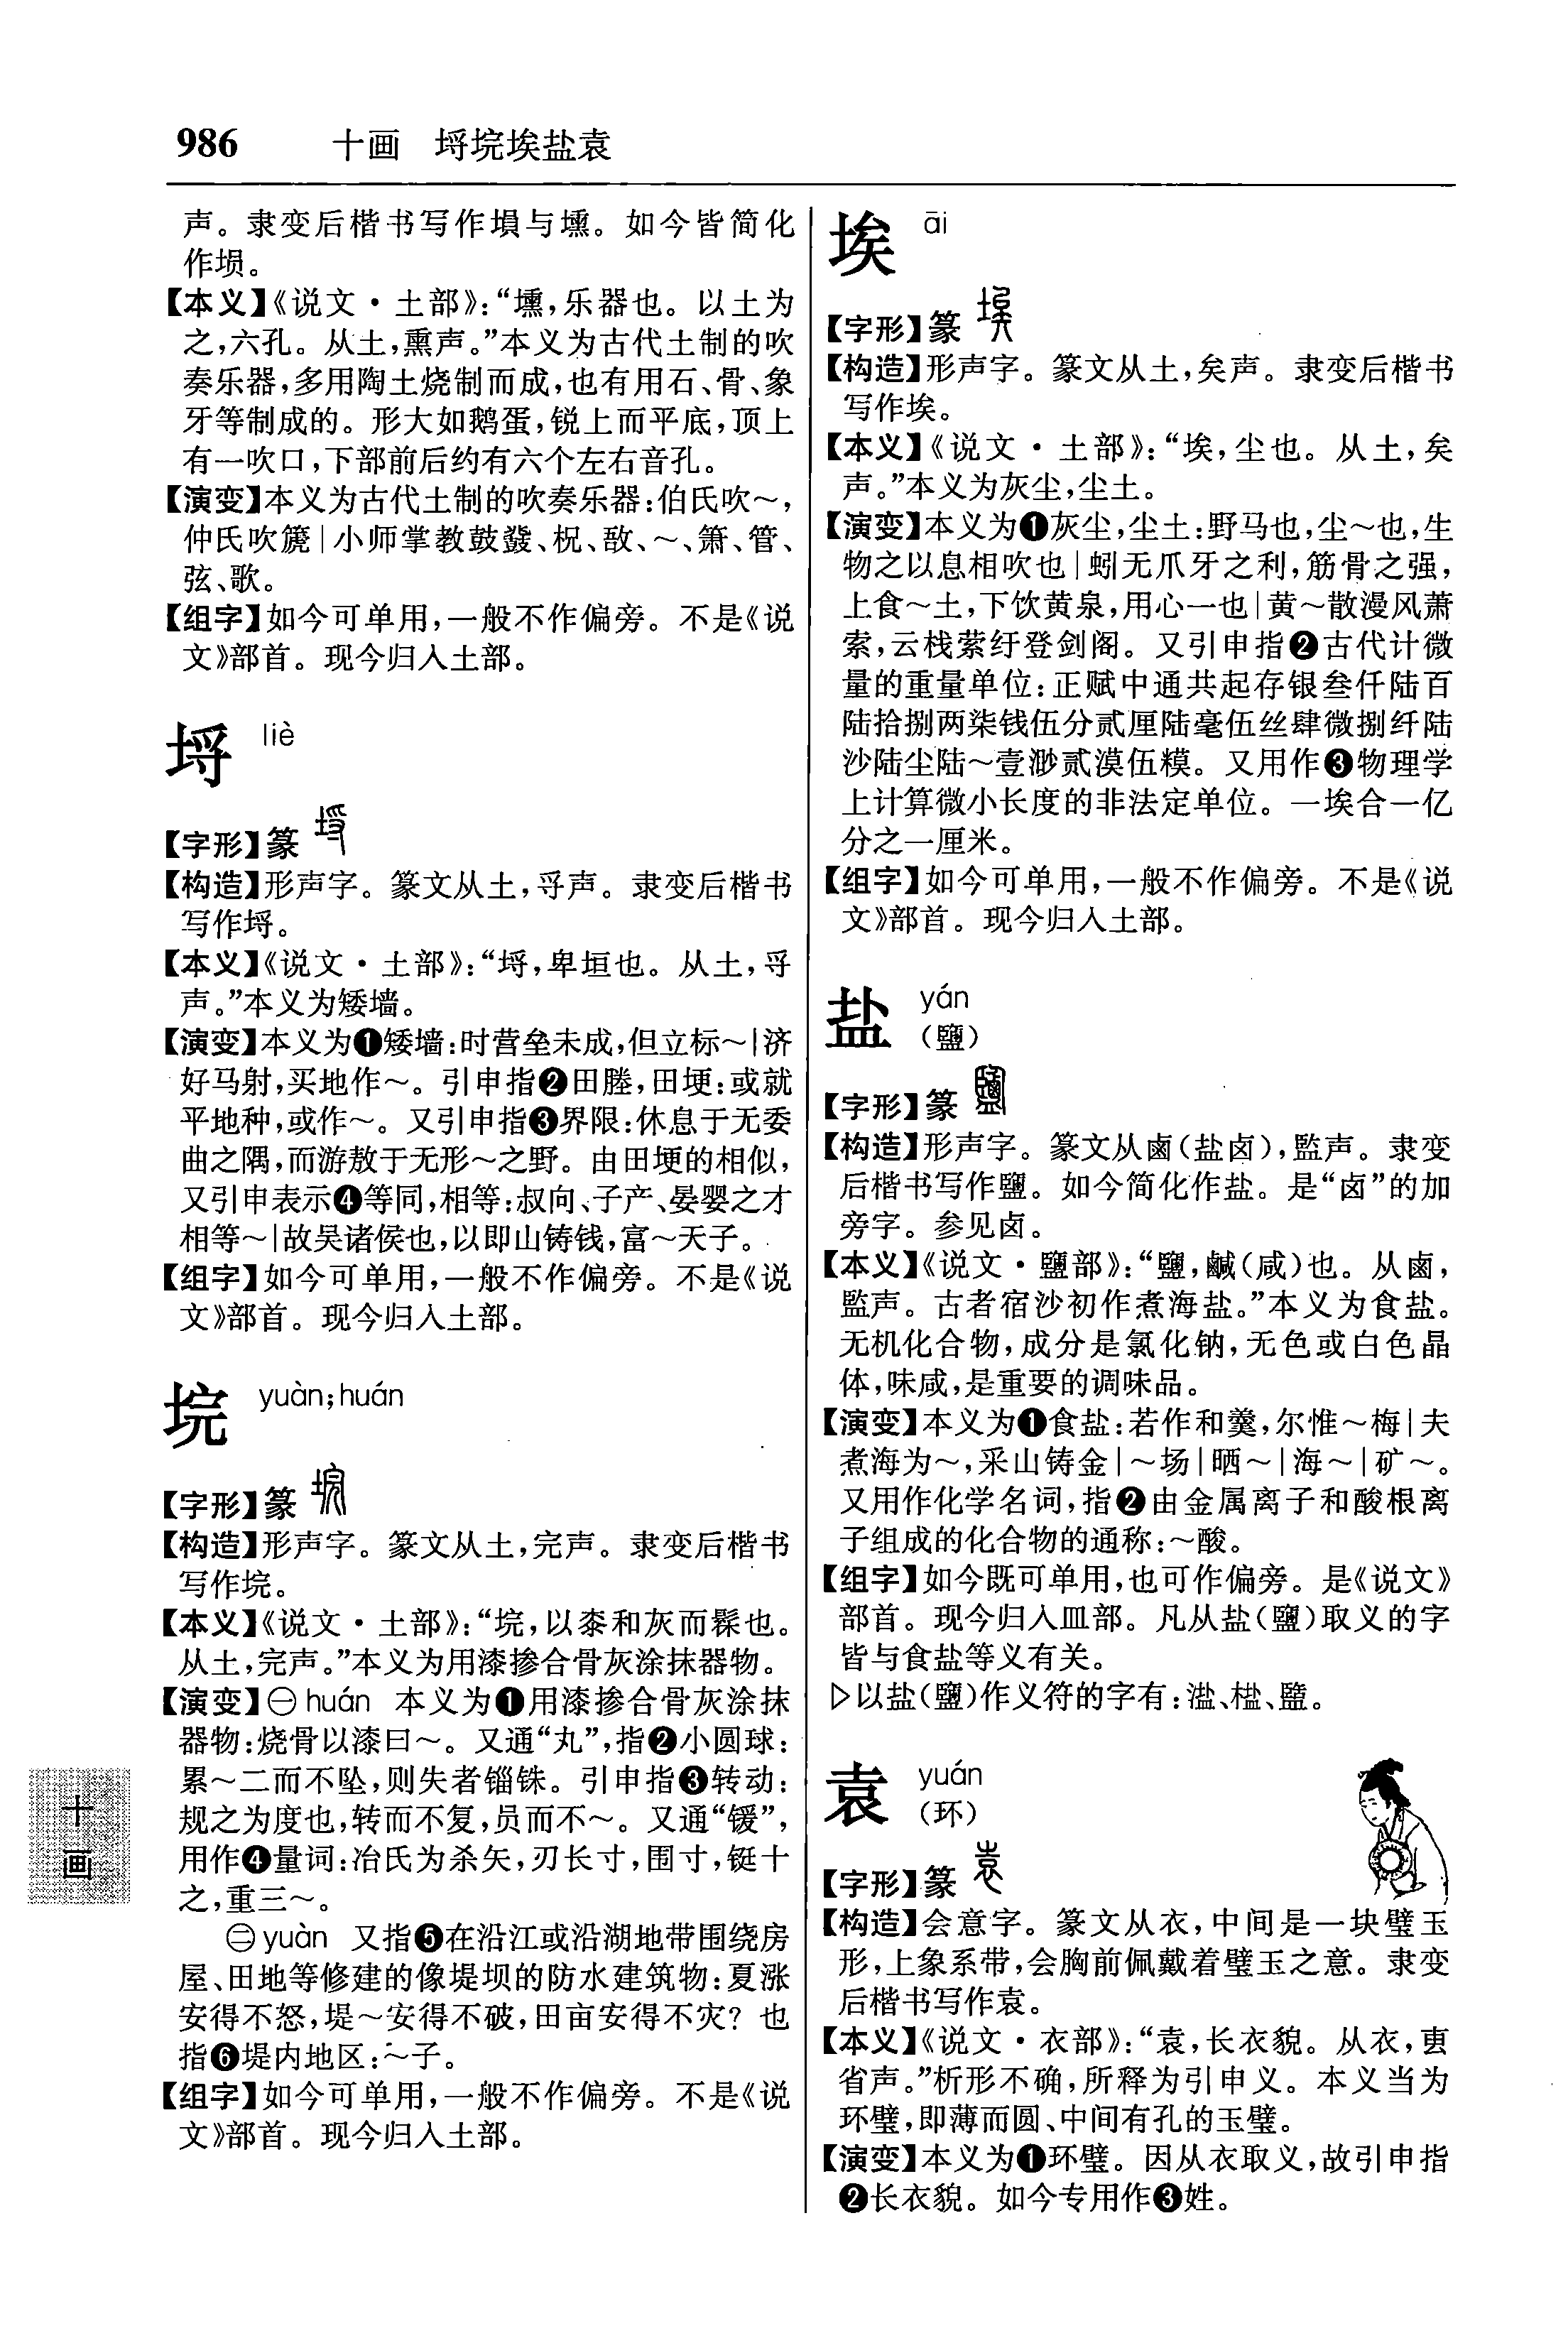 986 十画 埒垸埃盐袁
声。隶变后楷书写作塤与壎。如今皆简化
作埙。
【本义】《说文·土部》：“壎，乐器也。以土为
之，六孔。从土，熏声。”本义为古代土制的吹
奏乐器，多用陶土烧制而成，也有用石、骨、象
牙等制成的。形大如鹅蛋，锐上而平底，顶上
有一吹口，下部前后约有六个左右音孔。
【演变】本义为古代土制的吹奏乐器：伯氏吹～，
仲氏吹篪|小师掌教鼓鼗、柷、敔、～、箫、管、
弦、歌。
【组字】如今可单用，一般不作偏旁。不是《说
文》部首。现今归入土部。
埒 liè
【字形】篆
【构造】形声字。篆文从土，寽声。隶变后楷书
写作埒。
【本义】《说文·土部》：“埒，卑垣也。从土，寽
声。”本义为矮墙。
【演变】本义为❶矮墙：时营垒未成，但立标～|济
好马射，买地作～。引申指❷田塍，田埂：或就
平地种，或作～。又引申指❸界限：休息于无委
曲之隅，而游敖于无形～之野。由田埂的相似，
又引申表示❹等同，相等：叔向、子产、晏婴之才
相等～|故吴诸侯也，以即山铸钱，富～天子。
【组字】如今可单用，一般不作偏旁。不是《说
文》部首。现今归入土部。
垸 yuàn；huán
【字形】篆
【构造】形声字。篆文从土，完声。隶变后楷书
写作垸。
【本义】《说文·土部》：“垸，以桼和灰而髹也。
从土，完声。”本义为用漆掺合骨灰涂抹器物。
【演变】㊀huán 本义为❶用漆掺合骨灰涂抹
器物：烧骨以漆曰～。又通“丸”，指❷小圆球：
累～二而不坠，则失者锱铢。引申指❸转动：
规之为度也，转而不复，员而不～。又通“锾”，
用作❹量词：冶氏为杀矢，刃长寸，围寸，铤十
之，重三～。
㊁yuàn 又指❺在沿江或沿湖地带围绕房
屋、田地等修建的像堤坝的防水建筑物：夏涨
安得不怒，堤～安得不破，田亩安得不灾？也
指❻堤内地区：～子。
【组字】如今可单用，一般不作偏旁。不是《说
文》部首。现今归入土部。
埃 āi
【字形】篆
【构造】形声字。篆文从土，矣声。隶变后楷书
写作埃。
【本义】《说文·土部》：“埃，尘也。从土，矣
声。”本义为灰尘，尘土。
【演变】本义为❶灰尘，尘土：野马也，尘～也，生
物之以息相吹也|蚓无爪牙之利，筋骨之强，
上食～土，下饮黄泉，用心一也|黄～散漫风萧
索，云栈萦纡登剑阁。又引申指❷古代计微
量的重量单位：正赋中通共起存银叁仟陆百
陆拾捌两柒钱伍分贰厘陆毫伍丝肆微捌纤陆
沙陆尘陆～壹渺贰漠伍糢。又用作❸物理学
上计算微小长度的非法定单位。一埃合一亿
分之一厘米。
【组字】如今可单用，一般不作偏旁。不是《说
文》部首。现今归入土部。
盐 yán
（鹽）
【字形】篆
【构造】形声字。篆文从鹵（盐卤），監声。隶变
后楷书写作鹽。如今简化作盐。是“卤”的加
旁字。参见卤。
【本义】《说文·鹽部》：“鹽，鹹（咸）也。从鹵，
監声。古者宿沙初作煮海盐。”本义为食盐。
无机化合物，成分是氯化钠，无色或白色晶
体，味咸，是重要的调味品。
【演变】本义为❶食盐：若作和羹，尔惟～梅|夫
煮海为～，采山铸金|～场|晒～|海～|矿～。
又用作化学名词，指❷由金属离子和酸根离
子组成的化合物的通称：～酸。
【组字】如今既可单用，也可作偏旁。是《说文》
部首。现今归入皿部。凡从盐（鹽）取义的字
皆与食盐等义有关。
▷以盐（鹽）作义符的字有：
袁 yuán
（环）
【字形】篆
【构造】会意字。篆文从衣，中间是一块璧玉
形，上象系带，会胸前佩戴着璧玉之意。隶变
后楷书写作袁。
【本义】《说文·衣部》：“袁，长衣貌。从衣，叀
省声。”析形不确，所释为引申义。本义当为
环璧，即薄而圆、中间有孔的玉璧。
【演变】本义为❶环璧。因从衣取义，故引申指
❷长衣貌。如今专用作❸姓。
十画